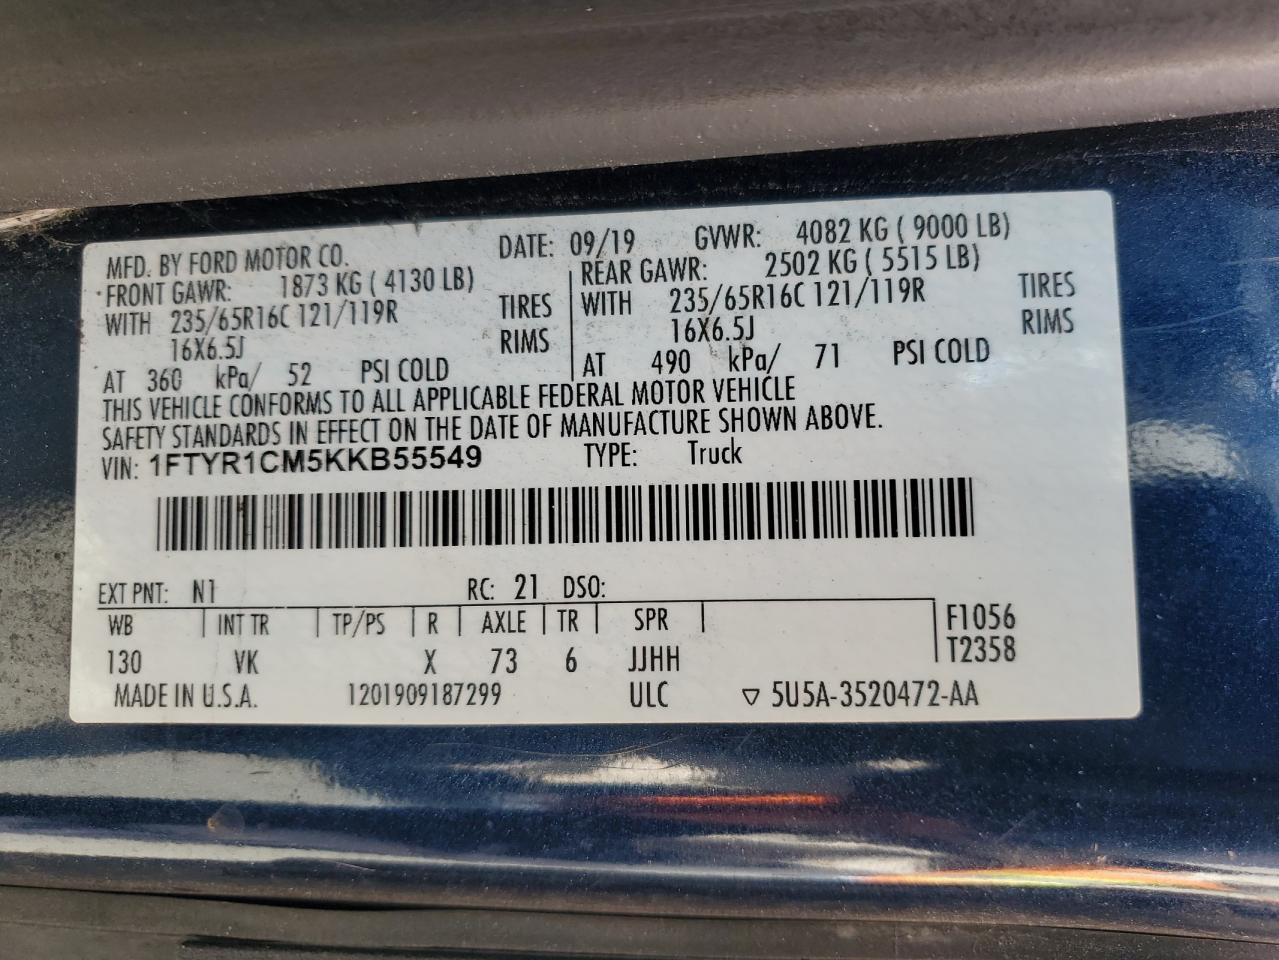 MFD. BY FORD MOTOR CO. DATE: 09/19 GVWR: 4082 KG ( 9000 LB)
FRONT GAWR: 1873 KG ( 4130 LB) REAR GAWR: 2502 KG ( 5515 LB)
WITH 235/65R16C 121/119R TIRES WITH 235/65R16C 121/119R TIRES
16X6.5J RIMS 16X6.5J RIMS
AT 360 kPa/ 52 PSI COLD AT 490 kPa/ 71 PSI COLD
THIS VEHICLE CONFORMS TO ALL APPLICABLE FEDERAL MOTOR VEHICLE
SAFETY STANDARDS IN EFFECT ON THE DATE OF MANUFACTURE SHOWN ABOVE.
VIN: 1FTYR1CM5KKB55549 TYPE: Truck
EXT PNT: N1 RC: 21 DSO:
WB INT TR TP/PS R AXLE TR SPR F1056
130 VK X 73 6 JJHH T2358
MADE IN U.S.A. 1201909187299 ULC ▽ 5U5A-3520472-AA